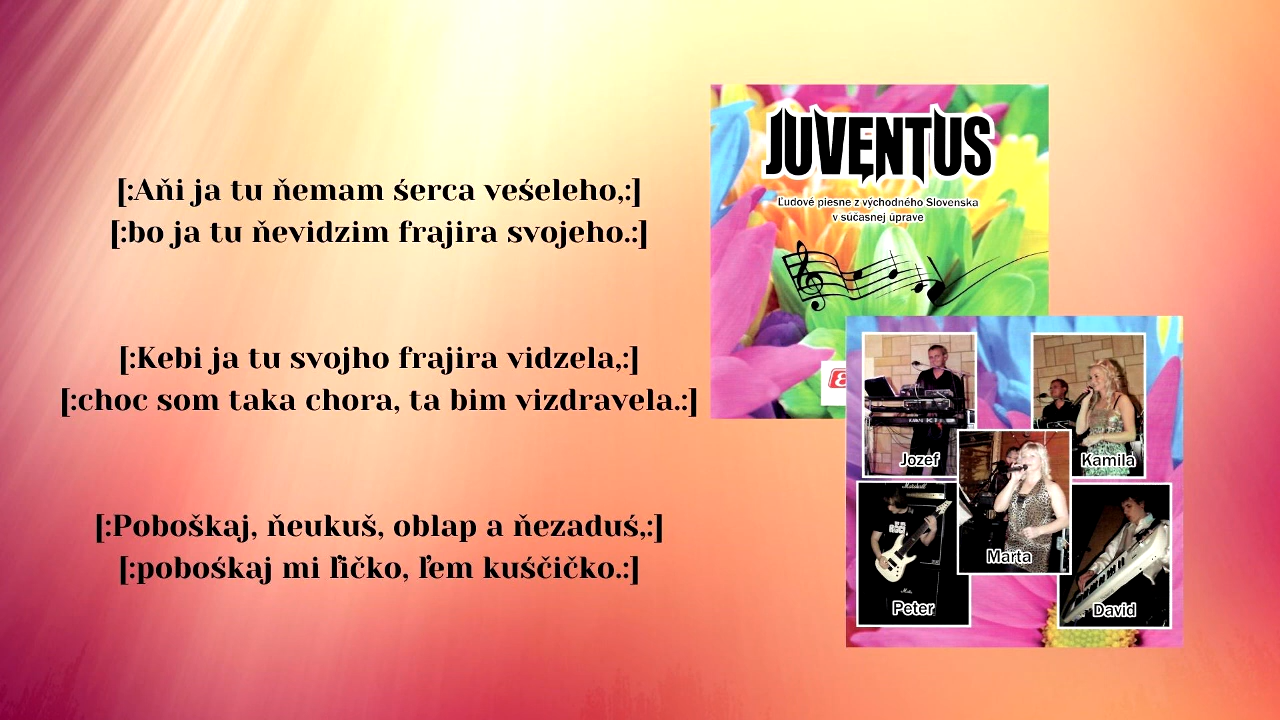 [:Aňi ja tu ňemam śerca veśeleho,:]
[:bo ja tu ňevidzim frajira svojeho.:]
[:Kebi ja tu svojho frajira vidzela,:]
[:choc som taka chora, ta bim vizdravela.:]
[:Poboškaj, ňeukuš, oblap a ňezaduś,:]
[:pobośkaj mi ľičko, ľem kuśčičko.:]
JUVENTUS
Ľudové piesne z východného Slovenska
v súčasnej úprave
Jozef
Kamila
Marta
Peter
David
Marshall